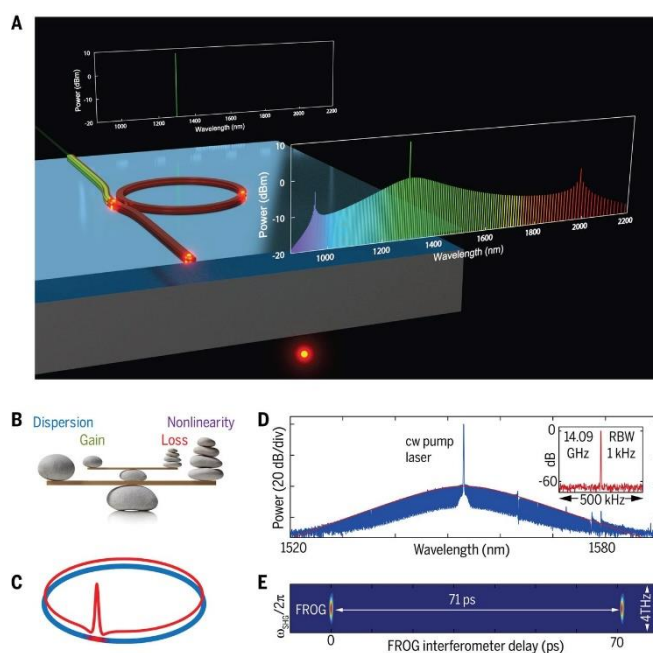 A
Power (dBm)
10
0
-10
-20
1000
1200
1400
1600
1800
2000
2200
Wavelength (nm)
Power (dBm)
10
0
-10
-20
1000
1200
1400
1600
1800
2000
2200
Wavelength (nm)
B
Dispersion
Nonlinearity
Gain
Loss
C
D
Power (20 dB/div)
cw pump
laser
14.09
GHz
RBW
1 kHz
dB
-60
500 kHz
1520
Wavelength (nm)
1580
E
ωSHG/2π
FROG
71 ps
4THz
0
FROG interferometer delay (ps)
70